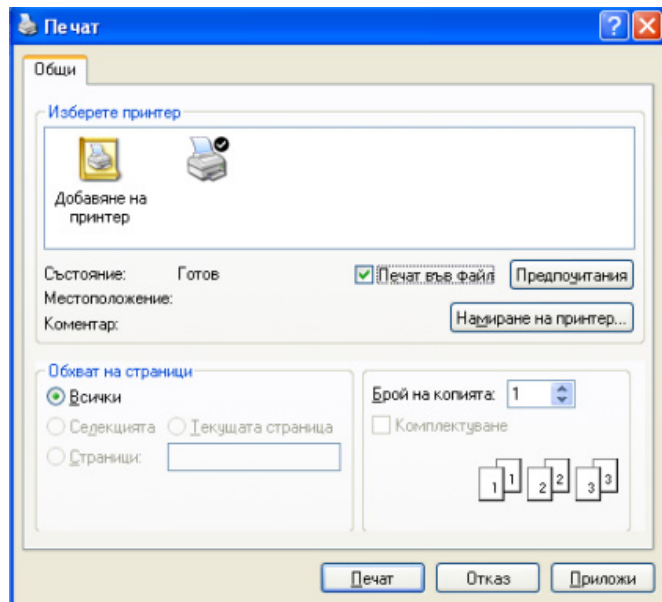 Печат
Общи
Изберете принтер
Добавяне на
принтер
Състояние: Готов
Печат във файл
Предпочитания
Местоположение:
Коментар:
Намиране на принтер...
Обхват на страници
Всички
Селекцията Текущата страница
Страници:
Брой на копията: 1
Комплектуване
1 1 2 2 3 3
Печат Отказ Приложи